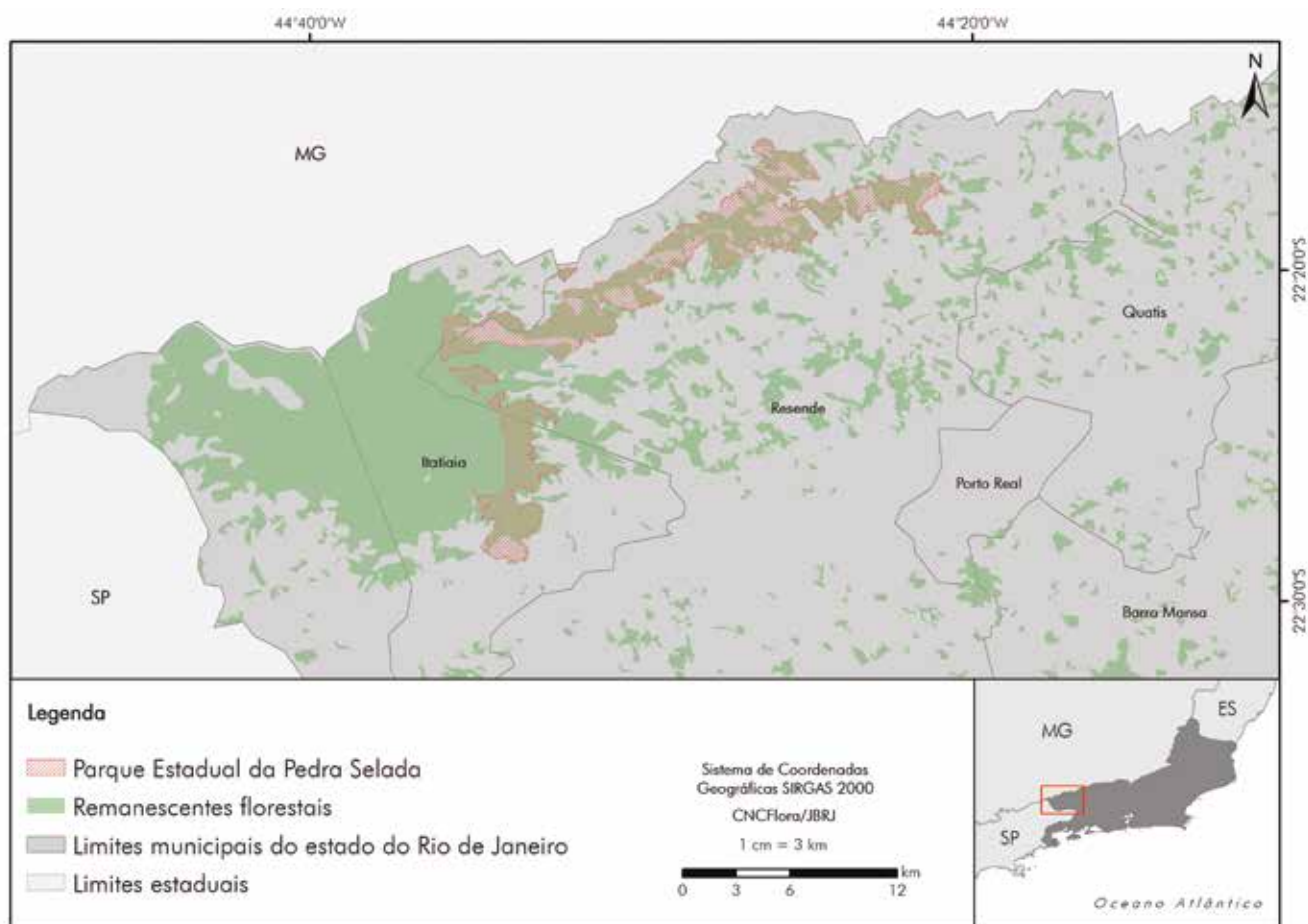 44°40'0"W
44°20'0"W
N
MG
22°20'0"S
Quatis
Resende
Itatiaia
Porto Real
SP
22°30'0"S
Barra Mansa
Legenda
Parque Estadual da Pedra Selada
Remanescentes florestais
Limites municipais do estado do Rio de Janeiro
Limites estaduais
Sistema de Coordenadas
Geográficas SIRGAS 2000
CNCFlora/JBRJ
1 cm = 3 km
km
0 3 6 12
ES
MG
SP
Oceano Atlântico